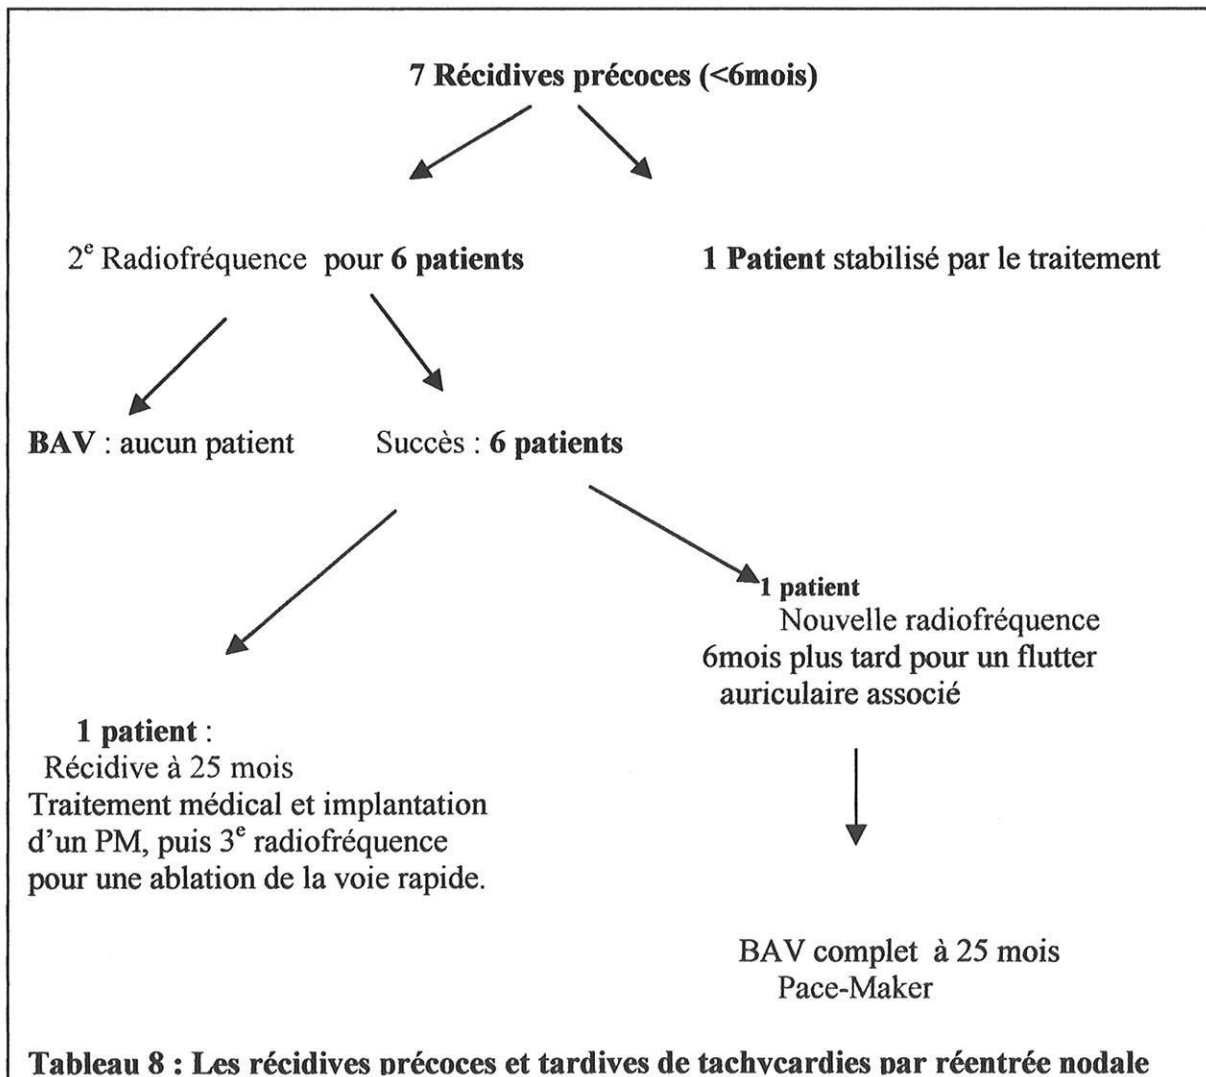 7 Récidives précoces (<6mois)
2e Radiofréquence pour 6 patients
1 Patient stabilisé par le traitement
BAV : aucun patient
Succès : 6 patients
1 patient
Nouvelle radiofréquence
6mois plus tard pour un flutter
auriculaire associé
1 patient :
Récidive à 25 mois
Traitement médical et implantation
d'un PM, puis 3e radiofréquence
pour une ablation de la voie rapide.
BAV complet à 25 mois
Pace-Maker
Tableau 8 : Les récidives précoces et tardives de tachycardies par réentrée nodale